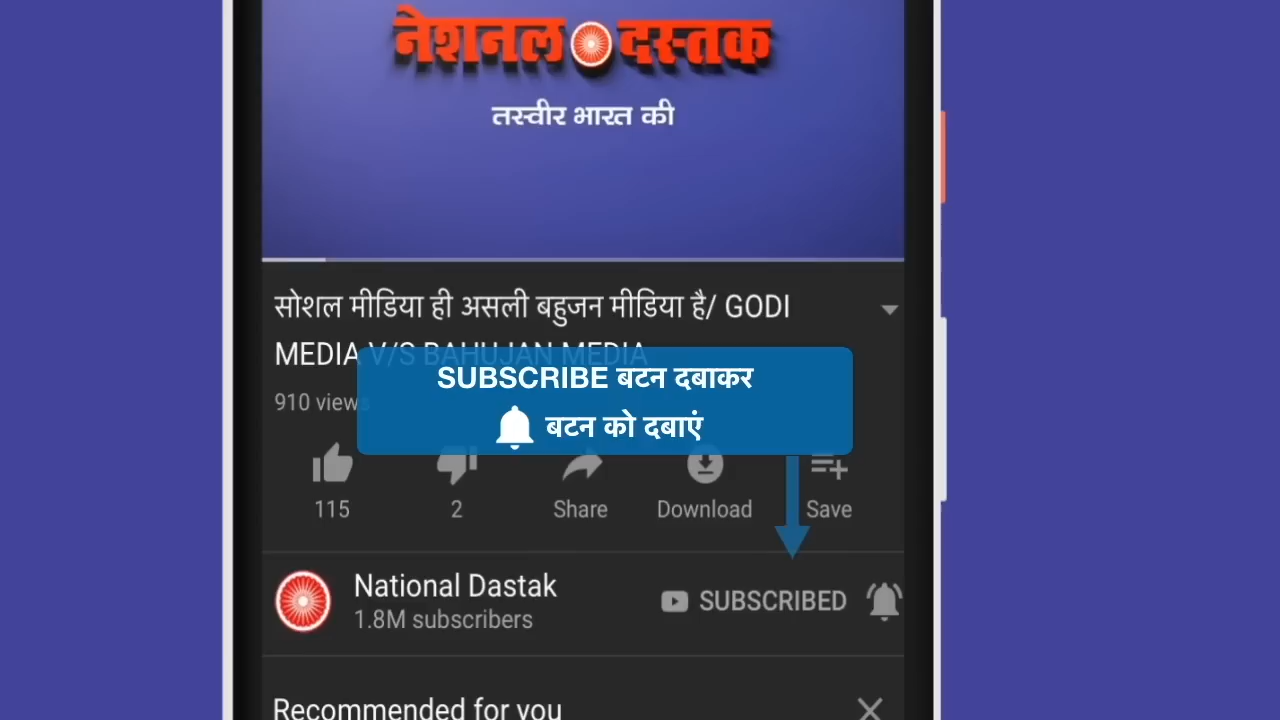 नेशनल दस्तक
तस्वीर भारत की
सोशल मीडिया ही असली बहुजन मीडिया है/ GODI
MEDIA V/S BAHUJAN MEDIA
910 views
SUBSCRIBE बटन दबाकर
बटन को दबाएं
115
2
Share
Download
Save
National Dastak
SUBSCRIBED
1.8M subscribers
Recommended for you